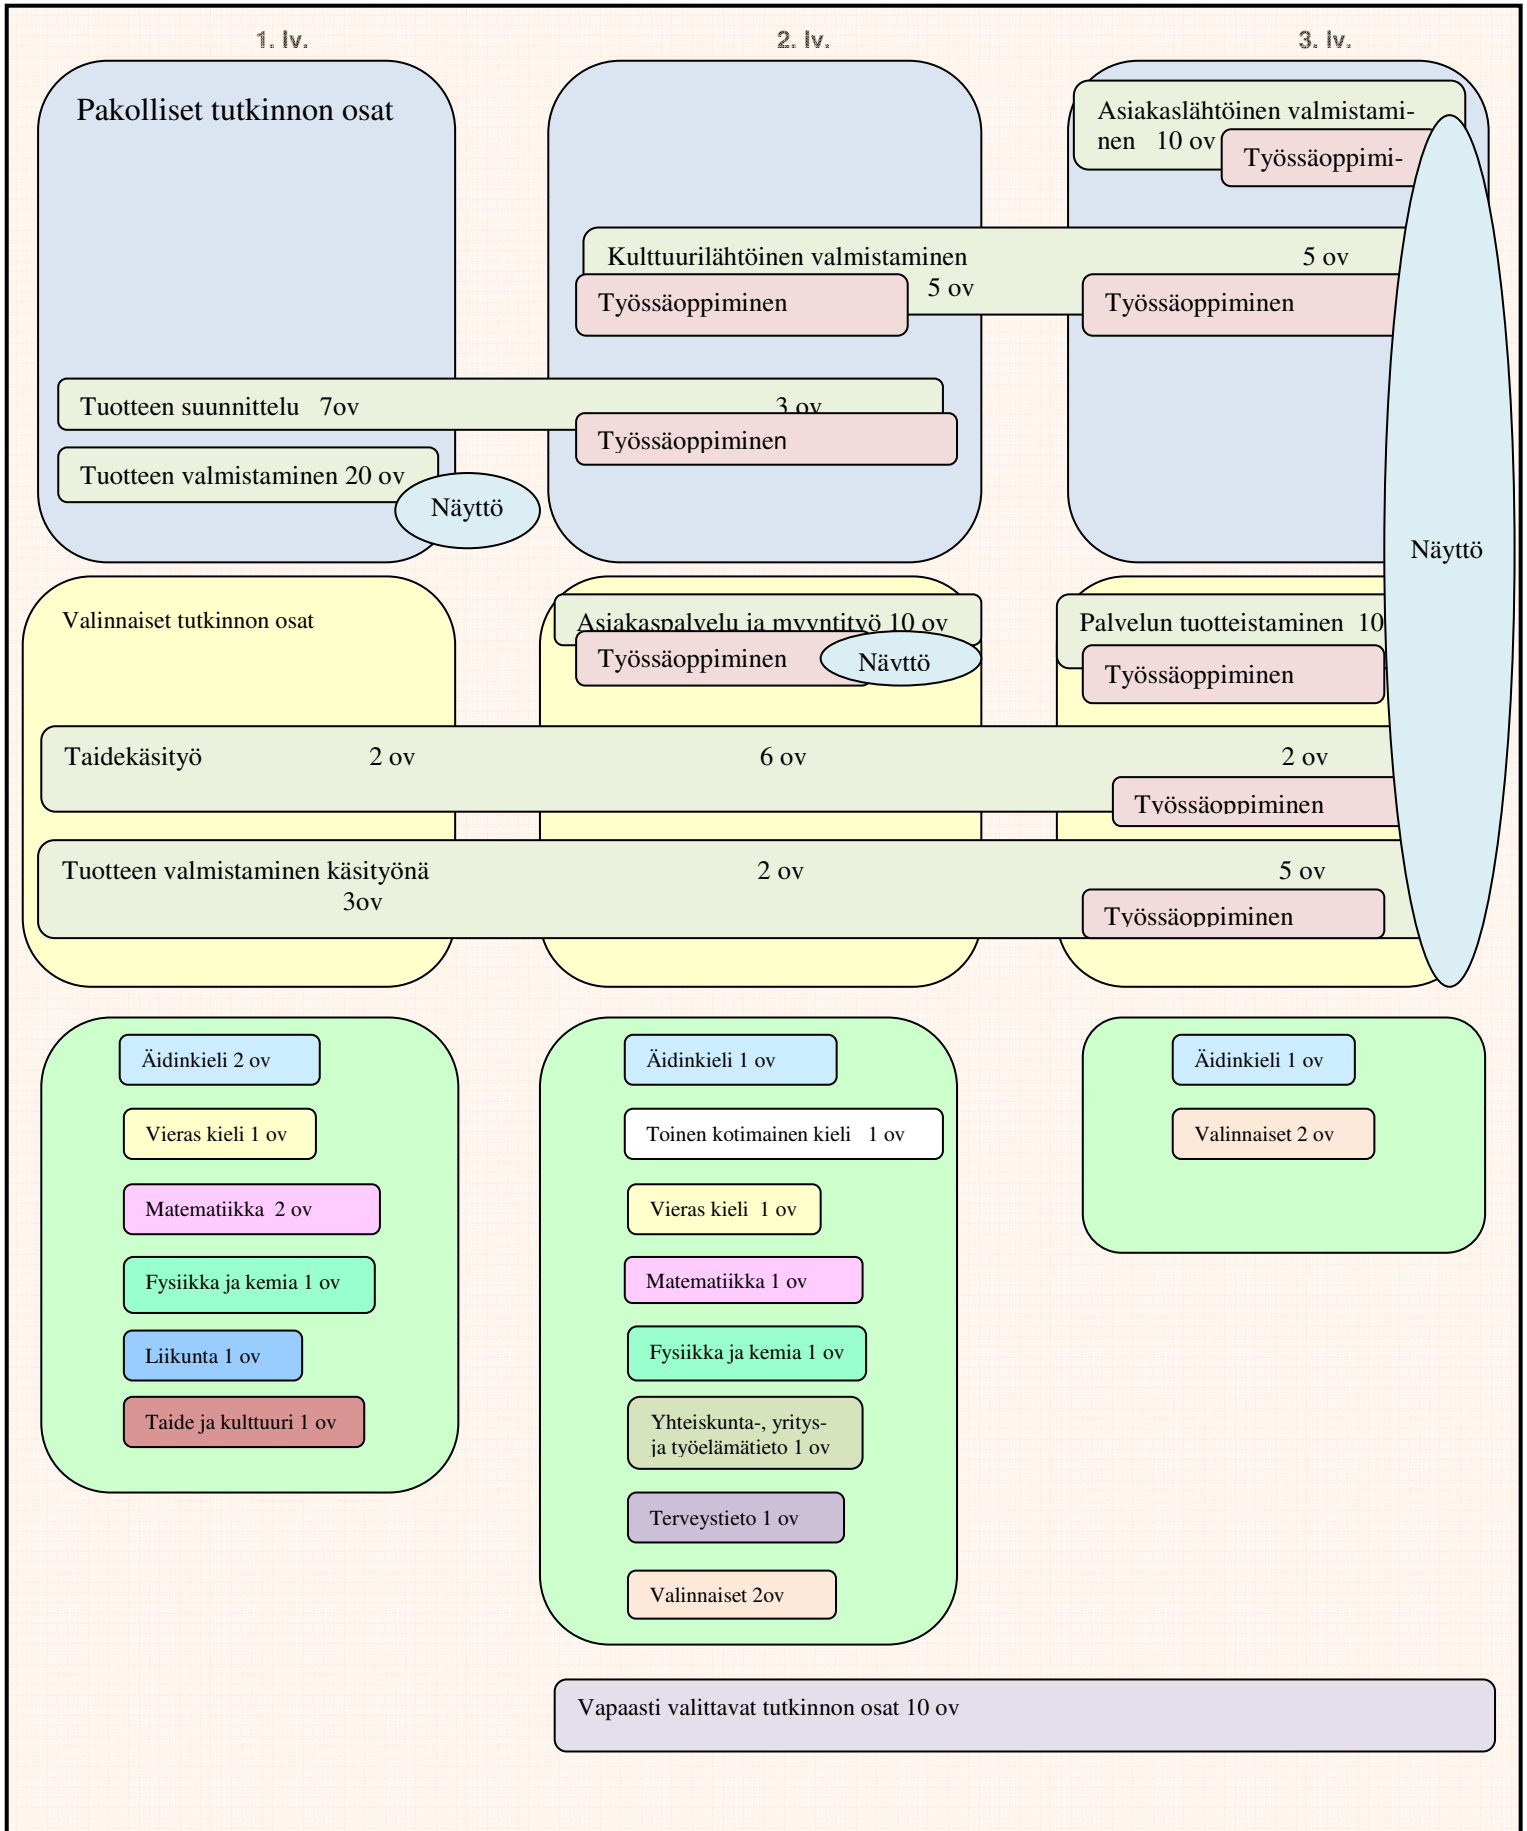 1. lv.
2. lv.
3. lv.
Pakolliset tutkinnon osat
Asiakaslähtöinen valmistami-
nen 10 ov
Työssäoppimi-
Kulttuurilähtöinen valmistaminen 5 ov
5 ov
Työssäoppiminen
Työssäoppiminen
Tuotteen suunnittelu 7ov 3 ov
Työssäoppiminen
Tuotteen valmistaminen 20 ov
Näyttö
Näyttö
Valinnaiset tutkinnon osat
Asiakaspalvelu ja myyntityö 10 ov
Työssäoppiminen
Näyttö
Palvelun tuotteistaminen 10
Työssäoppiminen
Taidekäsityö 2 ov 6 ov 2 ov
Työssäoppiminen
Tuotteen valmistaminen käsityönä 2 ov 5 ov
3ov
Työssäoppiminen
Äidinkieli 2 ov
Vieras kieli 1 ov
Matematiikka 2 ov
Fysiikka ja kemia 1 ov
Liikunta 1 ov
Taide ja kulttuuri 1 ov
Äidinkieli 1 ov
Toinen kotimainen kieli 1 ov
Vieras kieli 1 ov
Matematiikka 1 ov
Fysiikka ja kemia 1 ov
Yhteiskunta-, yritys-
ja työelämätieto 1 ov
Terveystieto 1 ov
Valinnaiset 2ov
Äidinkieli 1 ov
Valinnaiset 2 ov
Vapaasti valittavat tutkinnon osat 10 ov